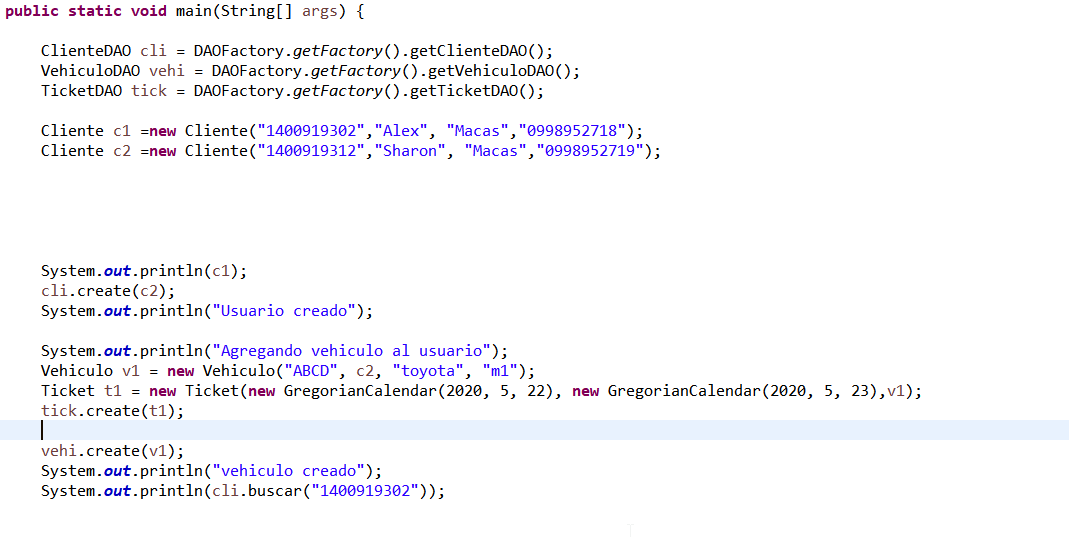 public static void main(String[] args) {
ClienteDAO cli = DAOFactory.getFactory().getClienteDAO();
VehiculoDAO vehi = DAOFactory.getFactory().getVehiculoDAO();
TicketDAO tick = DAOFactory.getFactory().getTicketDAO();
Cliente c1 =new Cliente("1400919302","Alex", "Macas","0998952718");
Cliente c2 =new Cliente("1400919312","Sharon", "Macas","0998952719");
System.out.println(c1);
cli.create(c2);
System.out.println("Usuario creado");
System.out.println("Agregando vehiculo al usuario");
Vehiculo v1 = new Vehiculo("ABCD", c2, "toyota", "m1");
Ticket t1 = new Ticket(new GregorianCalendar(2020, 5, 22), new GregorianCalendar(2020, 5, 23),v1);
tick.create(t1);
vehi.create(v1);
System.out.println("vehiculo creado");
System.out.println(cli.buscar("1400919302"));